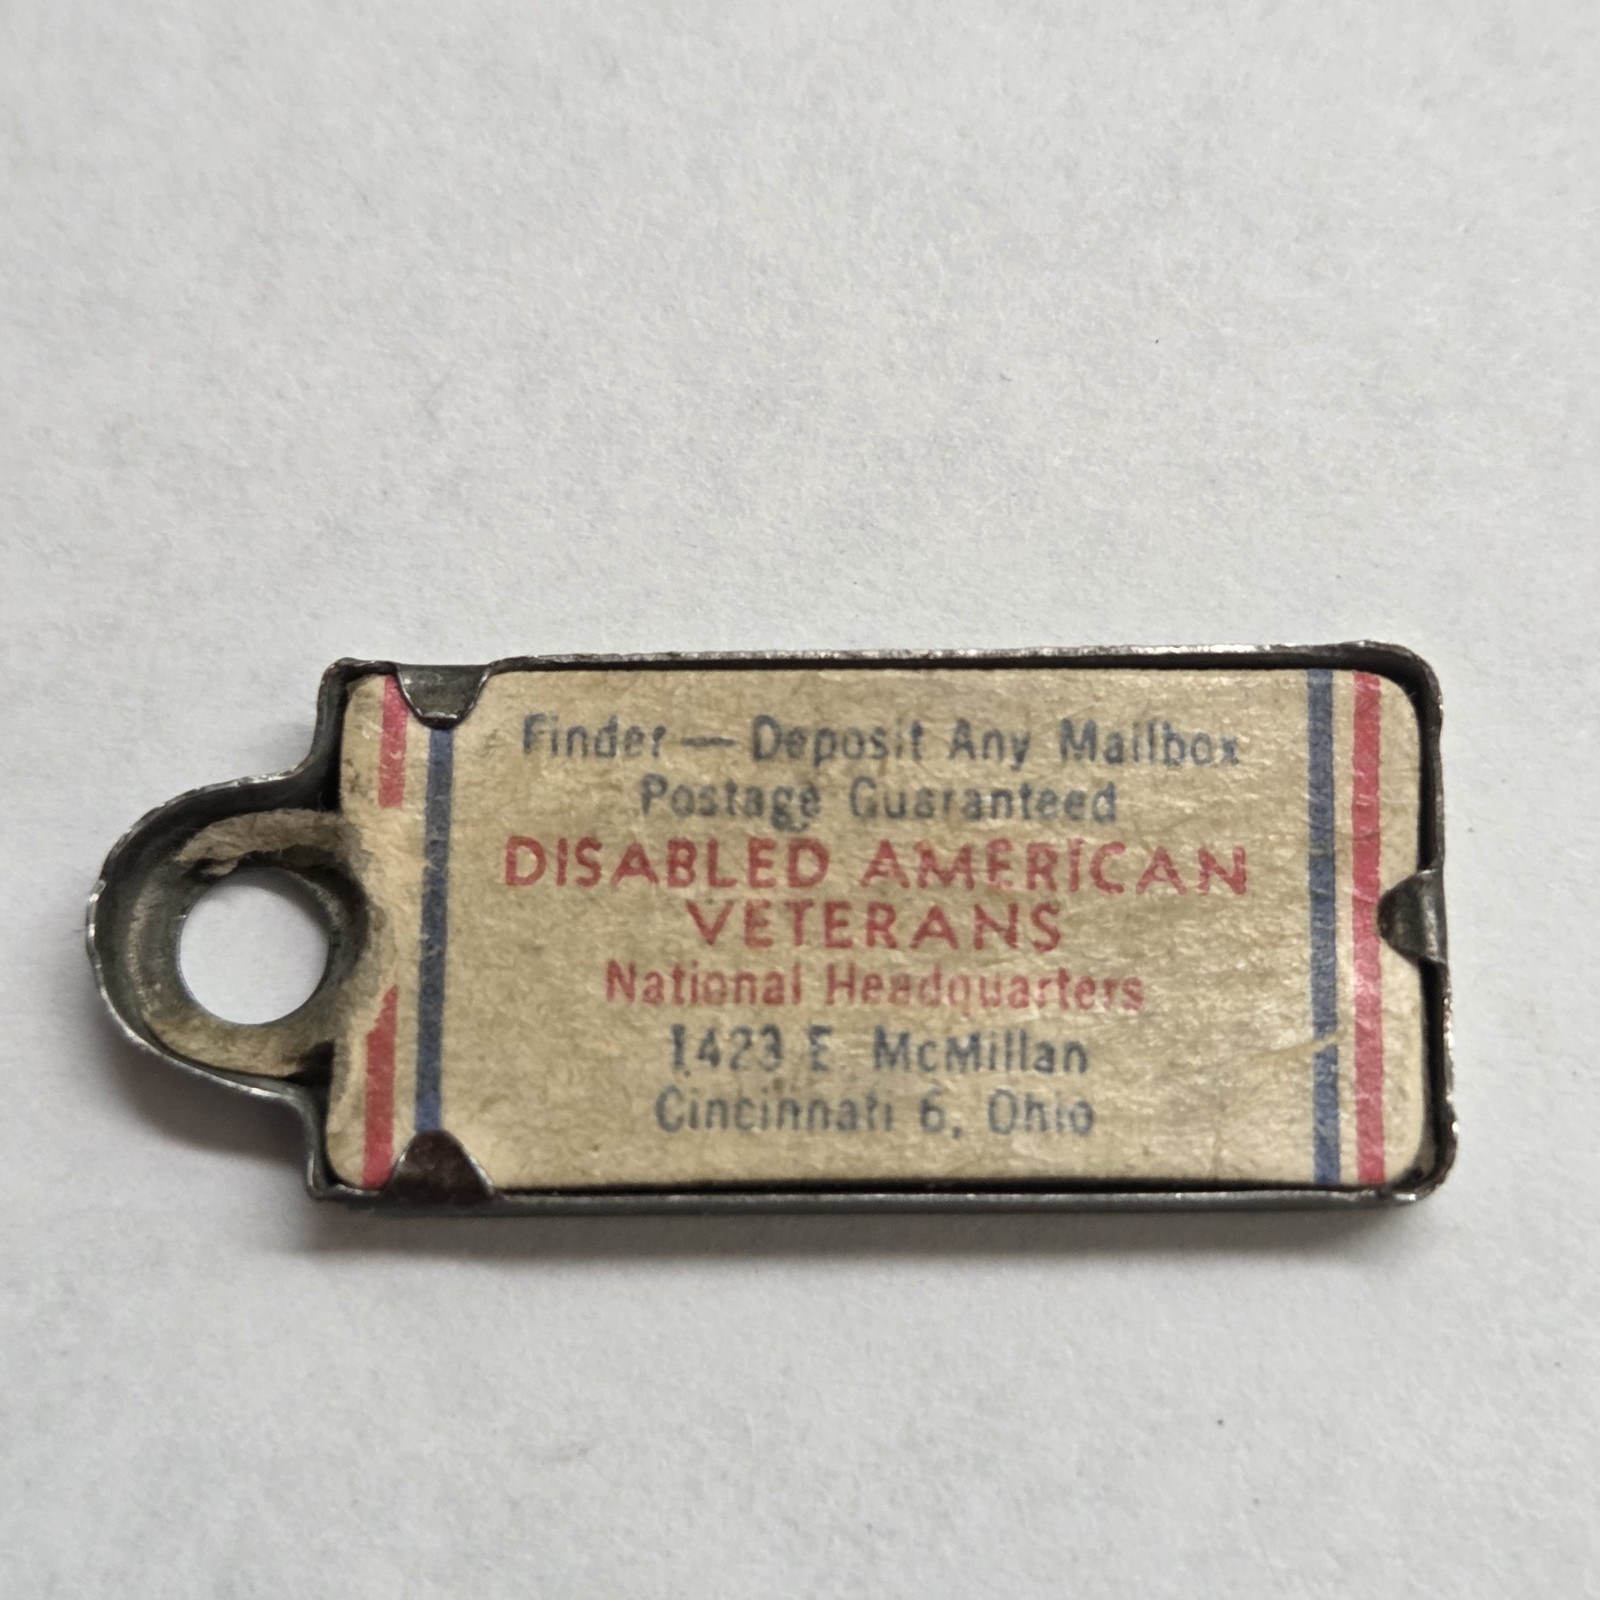 Finder — Deposit Any Mailbox
Postage Guaranteed
DISABLED AMERICAN
VETERANS
National Headquarters
1423 E. McMillan
Cincinnati 6, Ohio